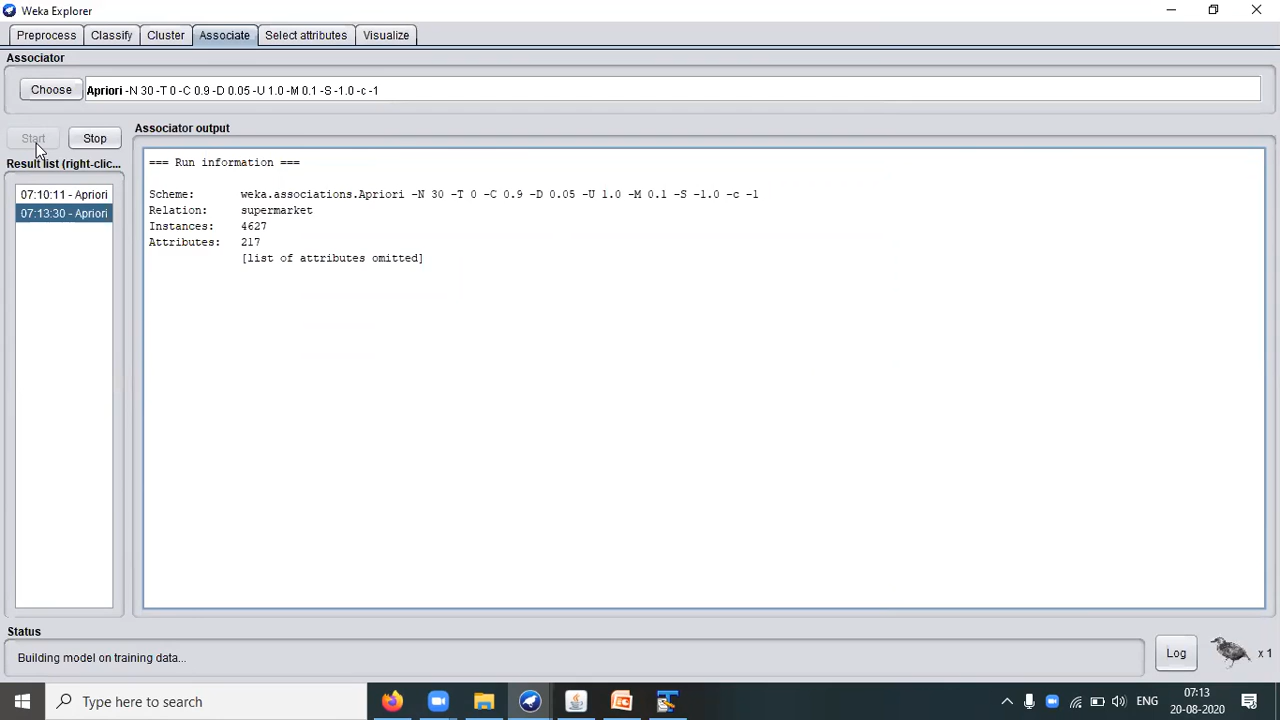 Weka Explorer
Preprocess Classify Cluster Associate Select attributes Visualize
Associator
Choose Apriori -N 30 -T 0 -C 0.9 -D 0.05 -U 1.0 -M 0.1 -S -1.0 -c -1
Start Stop
Associator output
Result list (right-clic...
07:10:11 - Apriori
07:13:30 - Apriori
=== Run information ===
Scheme: weka.associations.Apriori -N 30 -T 0 -C 0.9 -D 0.05 -U 1.0 -M 0.1 -S -1.0 -c -1
Relation: supermarket
Instances: 4627
Attributes: 217
[list of attributes omitted]
Status
Building model on training data...
Log
x 1
Type here to search
ENG
07:13
20-08-2020